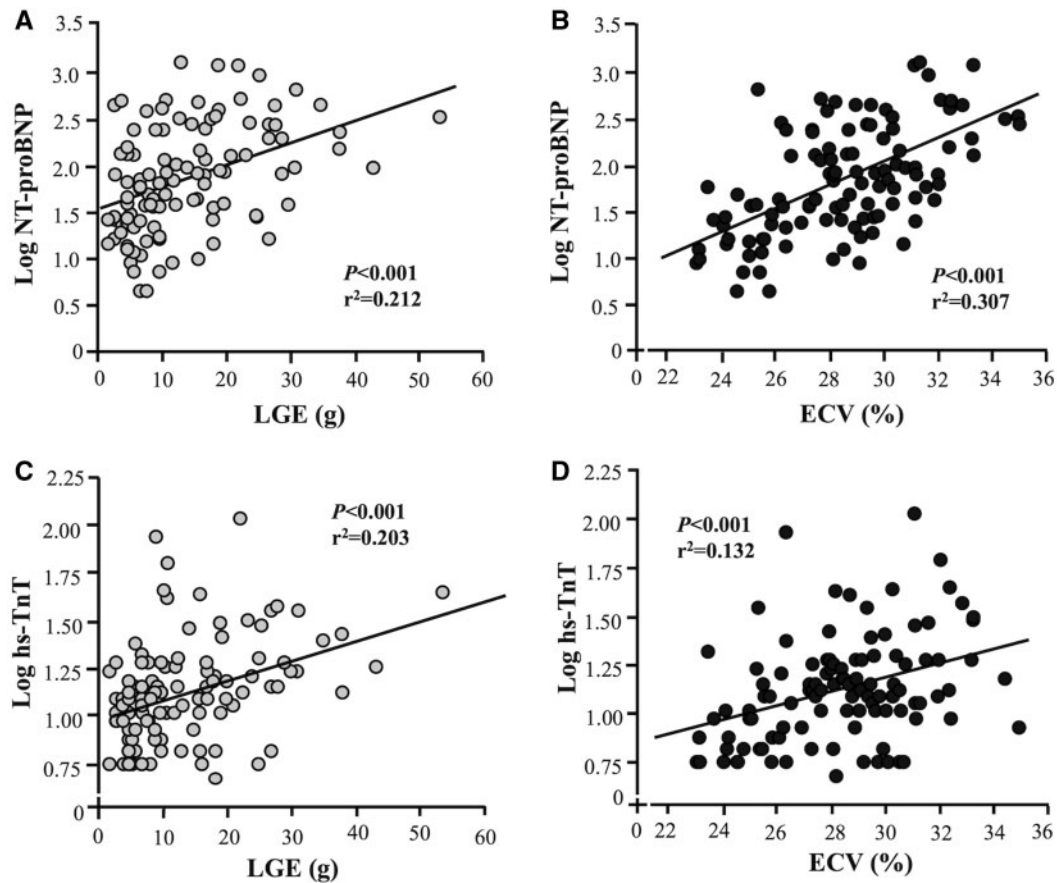 A
3.5
3.0
2.5
2.0
1.5
1.0
0.5
0
Log NT-proBNP
P<0.001
r²=0.212
0 10 20 30 40 50 60
LGE (g)
B
3.5
3.0
2.5
2.0
1.5
1.0
0.5
0
Log NT-proBNP
P<0.001
r²=0.307
22 24 26 28 30 32 34 36
ECV (%)
C
2.25
2.00
1.75
1.50
1.25
1.00
0.75
0
Log hs-TnT
P<0.001
r²=0.203
0 10 20 30 40 50 60
LGE (g)
D
2.25
2.00
1.75
1.50
1.25
1.00
0.75
0
Log hs-TnT
P<0.001
r²=0.132
22 24 26 28 30 32 34 36
ECV (%)